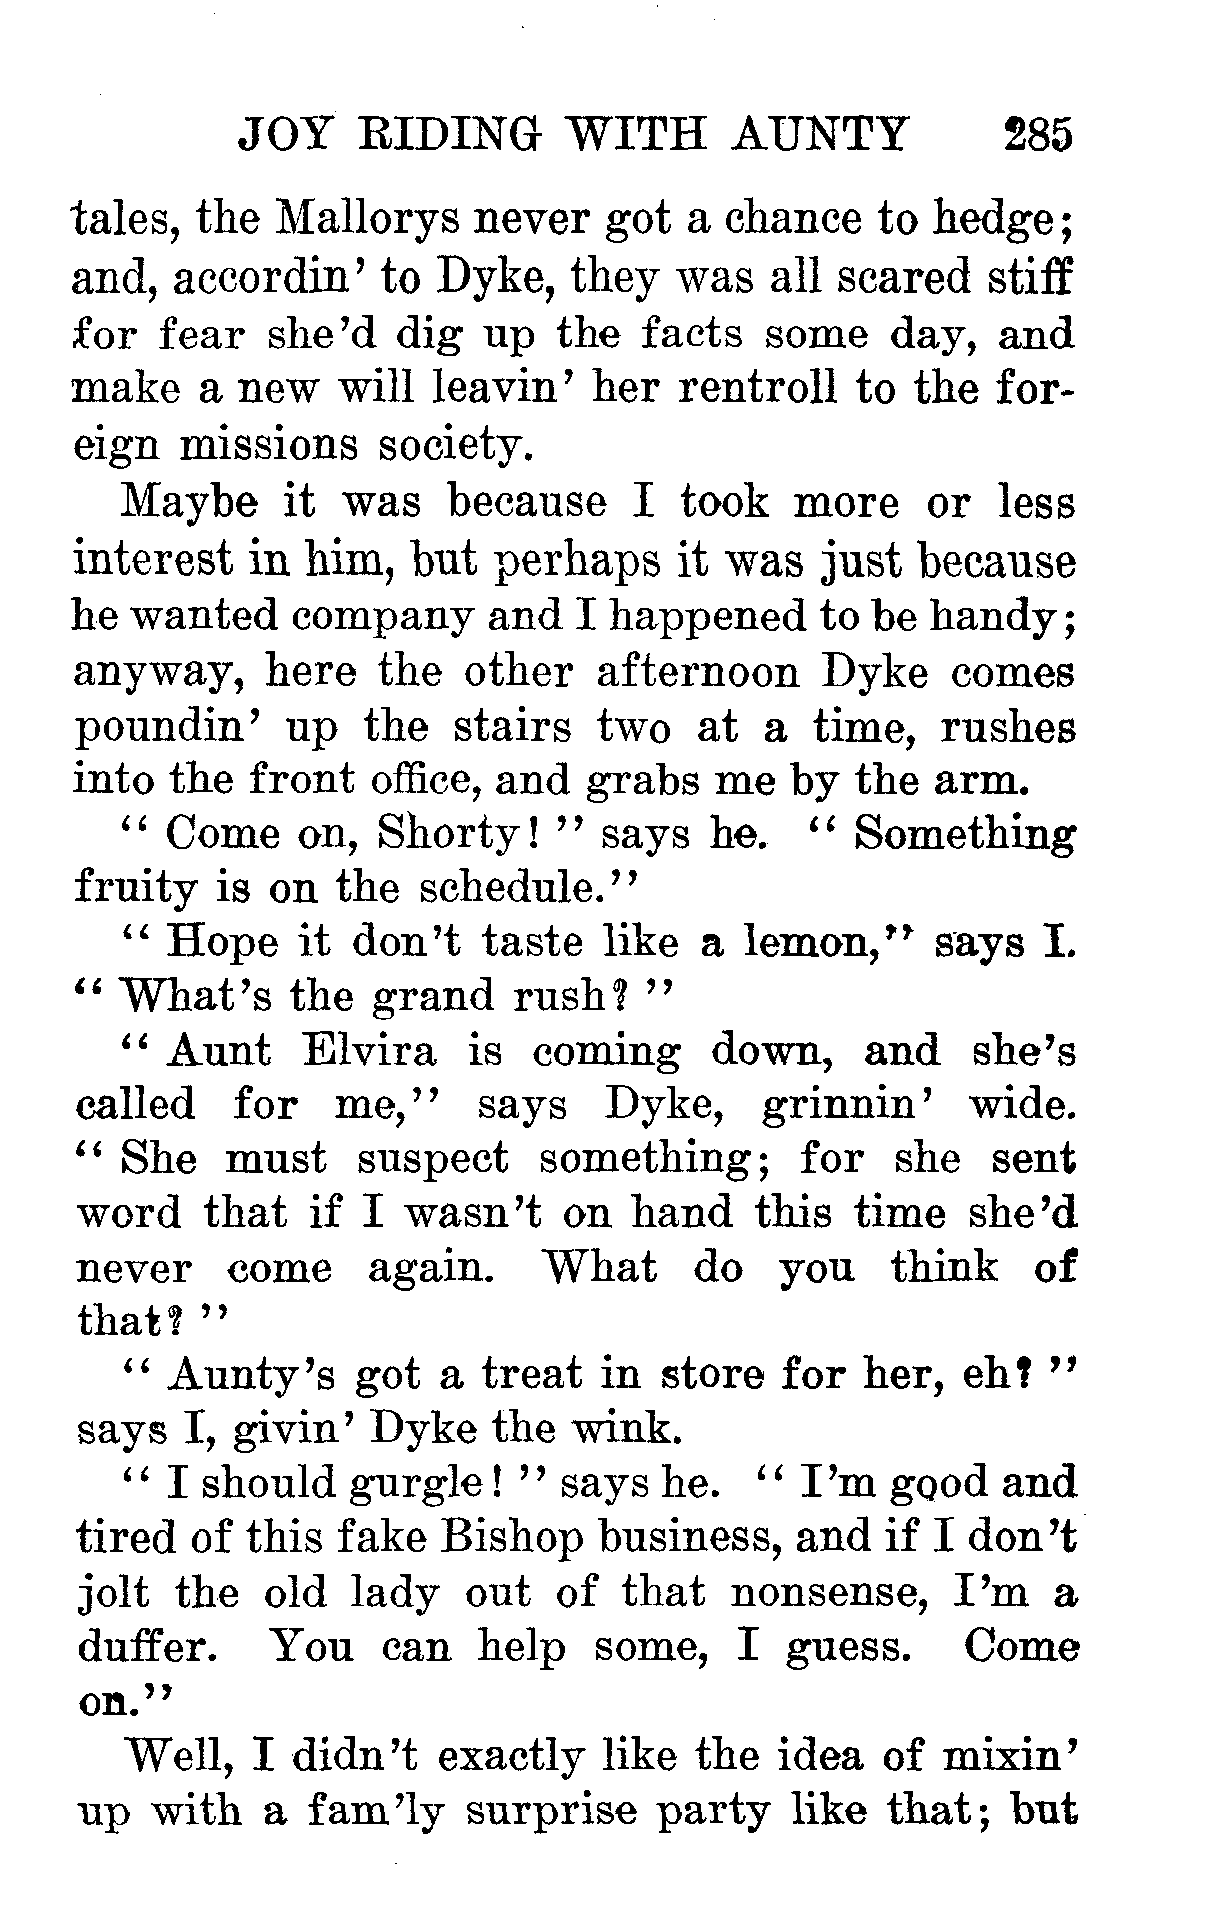 JOY RIDING WITH AUNTY 285
tales, the Mallorys never got a chance to hedge;
and, accordin' to Dyke, they was all scared stiff
for fear she'd dig up the facts some day, and
make a new will leavin' her rentroll to the for-
eign missions society.
Maybe it was because I took more or less
interest in him, but perhaps it was just because
he wanted company and I happened to be handy;
anyway, here the other afternoon Dyke comes
poundin' up the stairs two at a time, rushes
into the front office, and grabs me by the arm.
" Come on, Shorty! " says he. " Something
fruity is on the schedule."
" Hope it don't taste like a lemon," says I.
" What's the grand rush? "
" Aunt Elvira is coming down, and she's
called for me," says Dyke, grinnin' wide.
" She must suspect something; for she sent
word that if I wasn't on hand this time she'd
never come again. What do you think of
that? "
" Aunty's got a treat in store for her, eh? "
says I, givin' Dyke the wink.
" I should gurgle! " says he. " I'm good and
tired of this fake Bishop business, and if I don't
jolt the old lady out of that nonsense, I'm a
duffer. You can help some, I guess. Come
on."
Well, I didn't exactly like the idea of mixin'
up with a fam'ly surprise party like that; but